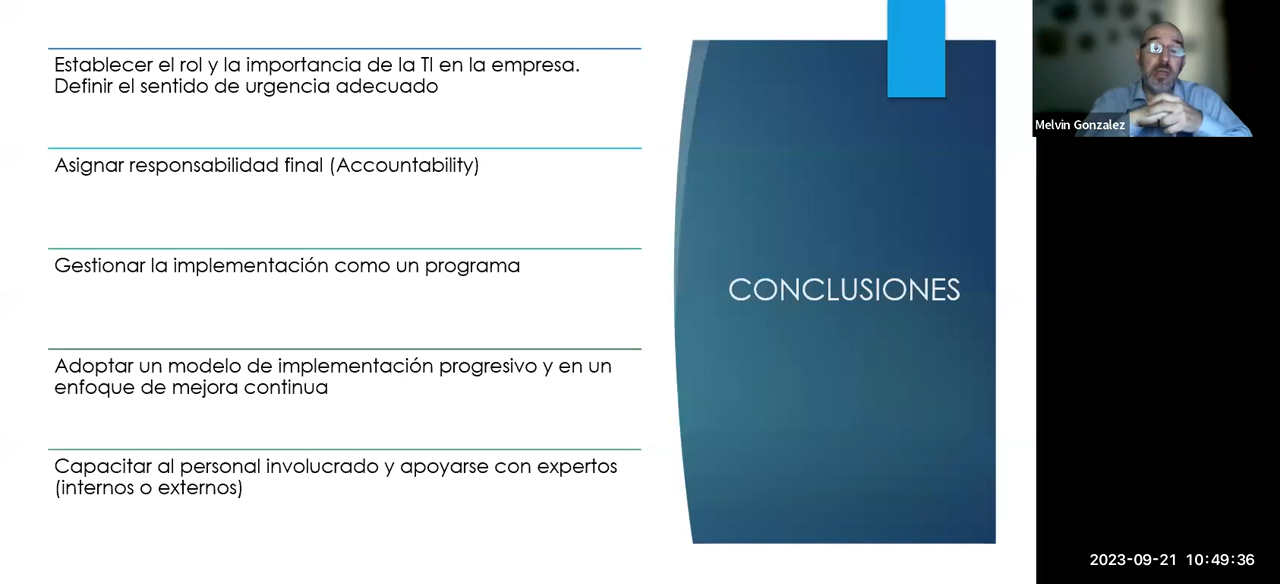 Establecer el rol y la importancia de la TI en la empresa.
Definir el sentido de urgencia adecuado
Asignar responsabilidad final (Accountability)
Gestionar la implementación como un programa
Adoptar un modelo de implementación progresivo y en un
enfoque de mejora continua
Capacitar al personal involucrado y apoyarse con expertos
(internos o externos)
CONCLUSIONES
Melvin Gonzalez
2023-09-21 10:49:36